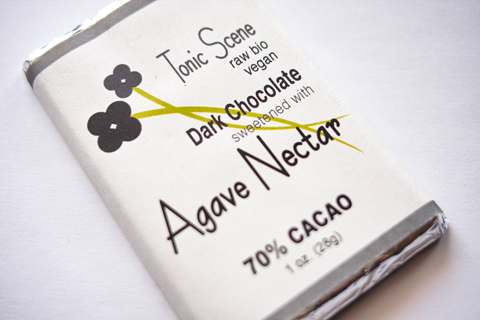 Tonic Scene
raw bio
vegan
Dark Chocolate
sweetened with
Agave Nectar
70% CACAO
1 oz. (28g)